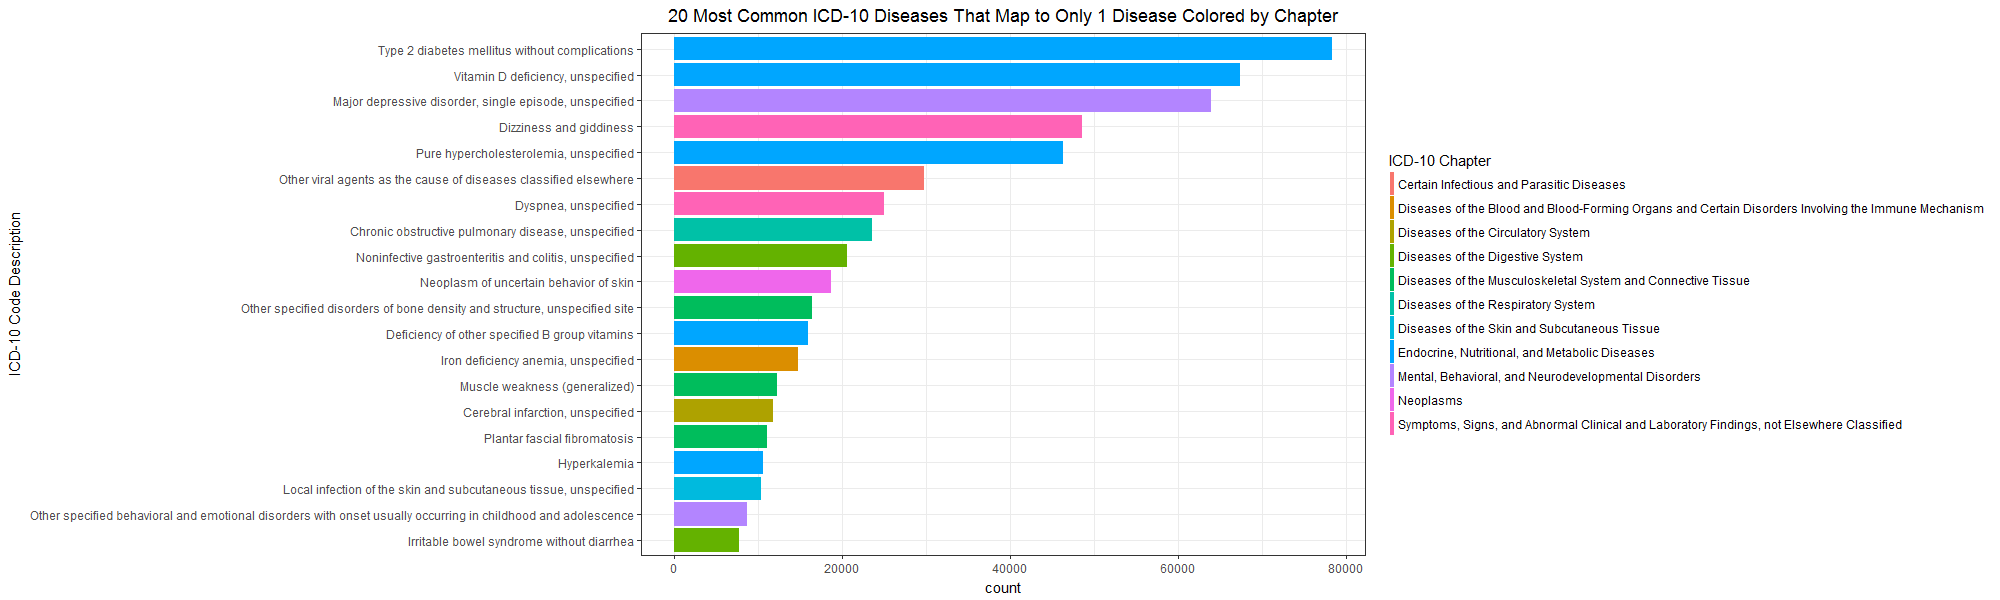 20 Most Common ICD-10 Diseases That Map to Only 1 Disease Colored by Chapter
ICD-10 Code Description
Type 2 diabetes mellitus without complications
Vitamin D deficiency, unspecified
Major depressive disorder, single episode, unspecified
Dizziness and giddiness
Pure hypercholesterolemia, unspecified
Other viral agents as the cause of diseases classified elsewhere
Dyspnea, unspecified
Chronic obstructive pulmonary disease, unspecified
Noninfective gastroenteritis and colitis, unspecified
Neoplasm of uncertain behavior of skin
Other specified disorders of bone density and structure, unspecified site
Deficiency of other specified B group vitamins
Iron deficiency anemia, unspecified
Muscle weakness (generalized)
Cerebral infarction, unspecified
Plantar fascial fibromatosis
Hyperkalemia
Local infection of the skin and subcutaneous tissue, unspecified
Other specified behavioral and emotional disorders with onset usually occurring in childhood and adolescence
Irritable bowel syndrome without diarrhea
0 20000 40000 60000 80000
count
ICD-10 Chapter
Certain Infectious and Parasitic Diseases
Diseases of the Blood and Blood-Forming Organs and Certain Disorders Involving the Immune Mechanism
Diseases of the Circulatory System
Diseases of the Digestive System
Diseases of the Musculoskeletal System and Connective Tissue
Diseases of the Respiratory System
Diseases of the Skin and Subcutaneous Tissue
Endocrine, Nutritional, and Metabolic Diseases
Mental, Behavioral, and Neurodevelopmental Disorders
Neoplasms
Symptoms, Signs, and Abnormal Clinical and Laboratory Findings, not Elsewhere Classified